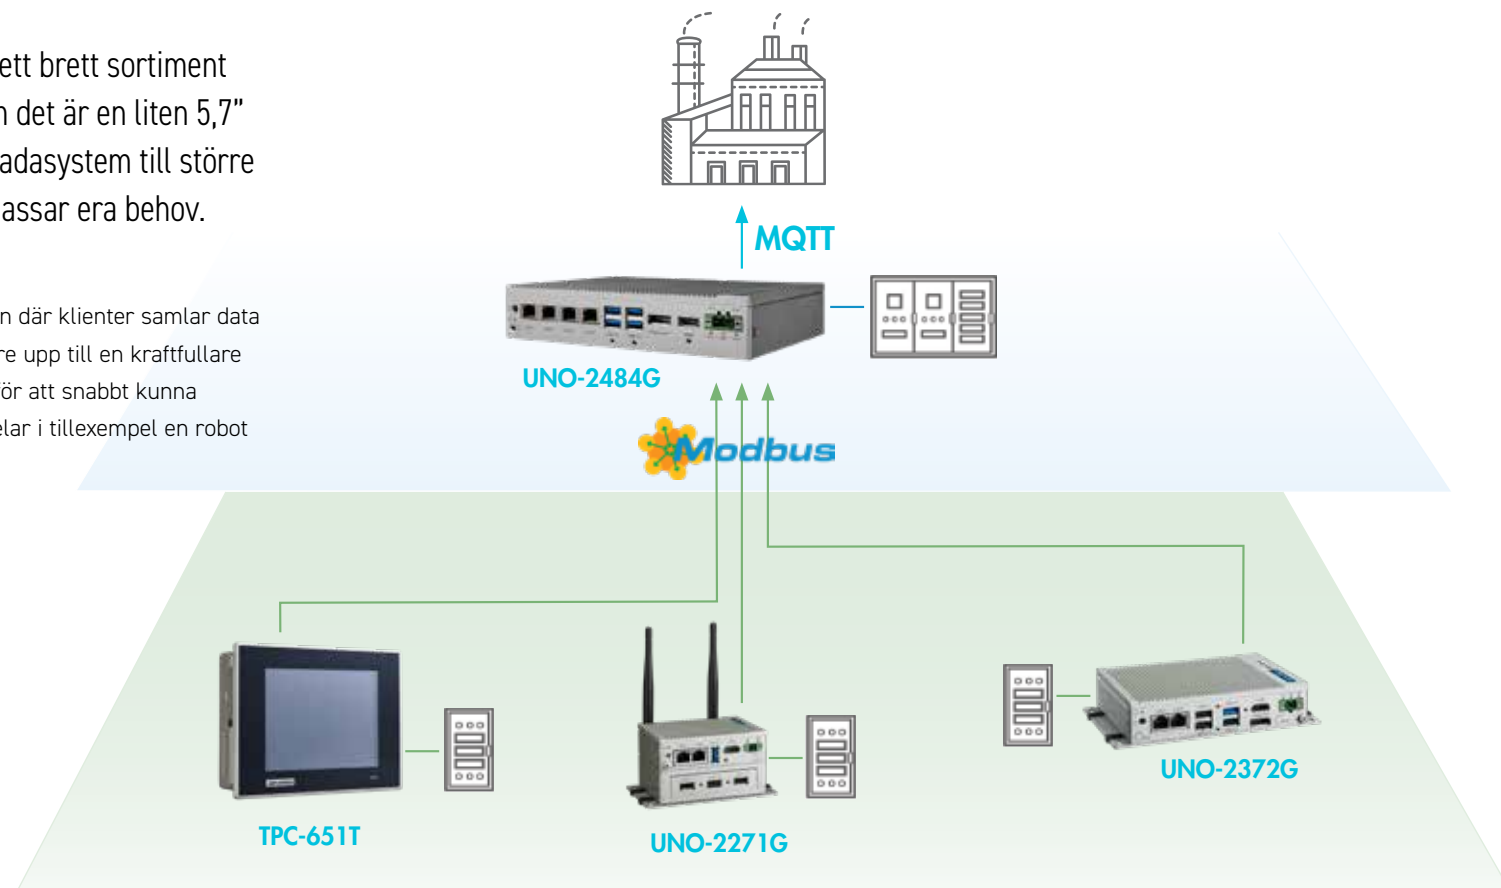 ett brett sortiment
n det är en liten 5,7”
adasystem till större
assar era behov.
n där klienter samlar data
re upp till en kraftfullare
för att snabbt kunna
elar i tillexempel en robot
MQTT
UNO-2484G
Modbus
TPC-651T
UNO-2271G
UNO-2372G